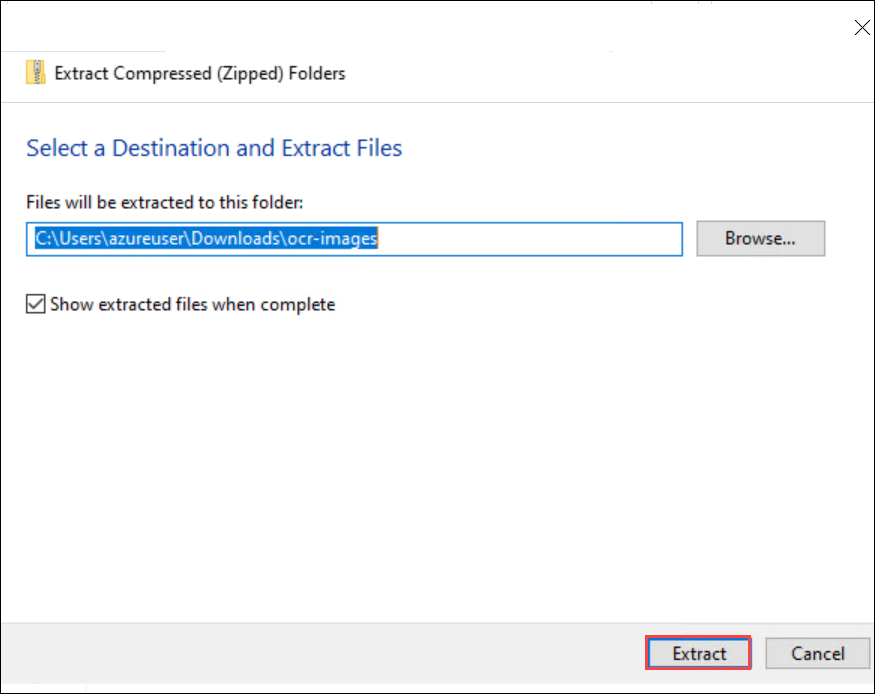 Extract Compressed (Zipped) Folders
Select a Destination and Extract Files
Files will be extracted to this folder:
C:\Users\azureuser\Downloads\ocr-images
Browse...
Show extracted files when complete
Extract
Cancel